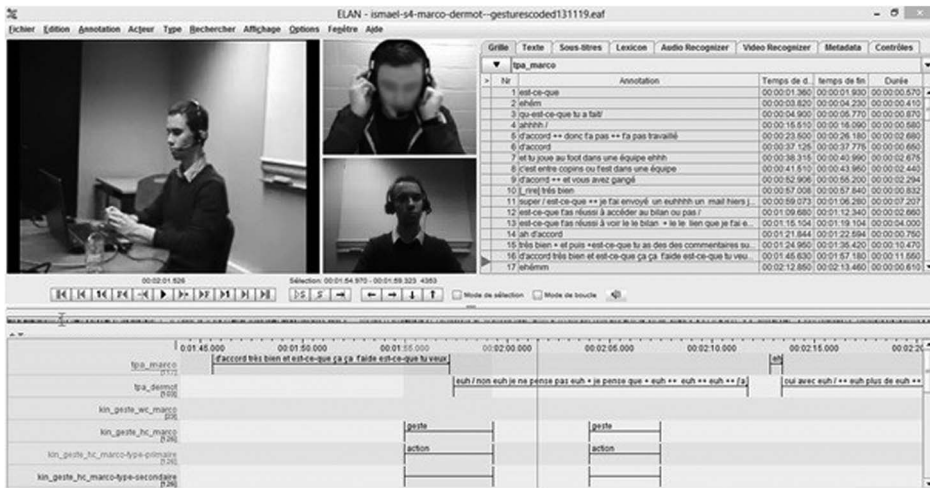 ELAN - ismael-s4-marco-dermot--gesturescoded131119.eaf
Fichier Edition Annotation Acteur Type Rechercher Affichage Options Fenêtre Aide
Grille Texte Sous-titres Lexicon Audio Recognizer Video Recognizer Metadata Contrôles
tpa_marco
> Nr Annotation Temps de d... temps de fin Durée
1 est-ce-que 00:00:01.360 00:00:01.930 00:00:00.570
2 ehêm 00:00:03.820 00:00:04.230 00:00:00.410
3 qu-est-ce-que tu a fait/ 00:00:04.900 00:00:05.770 00:00:00.870
4 ahhhh / 00:00:15.510 00:00:16.090 00:00:00.580
5 d'accord ++ donc t'a pas ++ t'a pas travaillé 00:00:23.500 00:00:26.180 00:00:02.680
6 d'accord 00:00:37.125 00:00:37.775 00:00:00.650
7 et tu joue au foot dans une équipe ehhh 00:00:38.315 00:00:40.990 00:00:02.675
8 c'est entre copins ou t'est dans une équipe 00:00:41.510 00:00:43.950 00:00:02.440
9 d'acorrd ++ et vous avez gangé 00:00:52.906 00:00:55.200 00:00:02.294
10 [_rire] très bien 00:00:57.008 00:00:57.840 00:00:00.832
11 super / est-ce-que ++ je t'ai envoyé un euhhhh un mail hiers j... 00:00:59.073 00:01:06.280 00:00:07.207
12 est-ce-que t'as réussi à accéder au bilan ou pas / 00:01:09.680 00:01:12.340 00:00:02.660
13 est-ce-que t'as réussi à voir le le bilan + le le lien que je t'ai e... 00:01:15.104 00:01:19.104 00:00:04.000
14 ah d'accord 00:01:21.844 00:01:22.594 00:00:00.750
15 très bien + et puis +est-ce-que tu as des des commentaires su... 00:01:24.950 00:01:35.420 00:00:10.470
16 d'accord très bien et est-ce-que ça ça t'aide est-ce-que tu veu... 00:01:45.630 00:01:57.180 00:00:11.550
17 ehêmm 00:02:12.850 00:02:13.460 00:00:00.610
00:02:01.526 Sélection: 00:01:54.970 - 00:01:59.323 4353
Mode de sélection Mode de boucle
0:01:45.000 00:01:50.000 00:01:55.000 00:02:00.000 00:02:05.000 00:02:10.000 00:02:15.000 00:02:20
tpa_marco d'accord très bien et est-ce-que ça ça t'aide est-ce-que tu veux eh
tpa_dermot euh / non euh je ne pense pas euh + je pense que + euh ++ euh ++ euh ++ oui avec euh / ++ euh plus de euh ++
[103]
kin_geste_wc_marco
kin_geste_hc_marco geste geste
[126]
kin_geste_hc_marco-type-primaire action action
[126]
kin_geste_hc_marco-type-secondaire
[126]